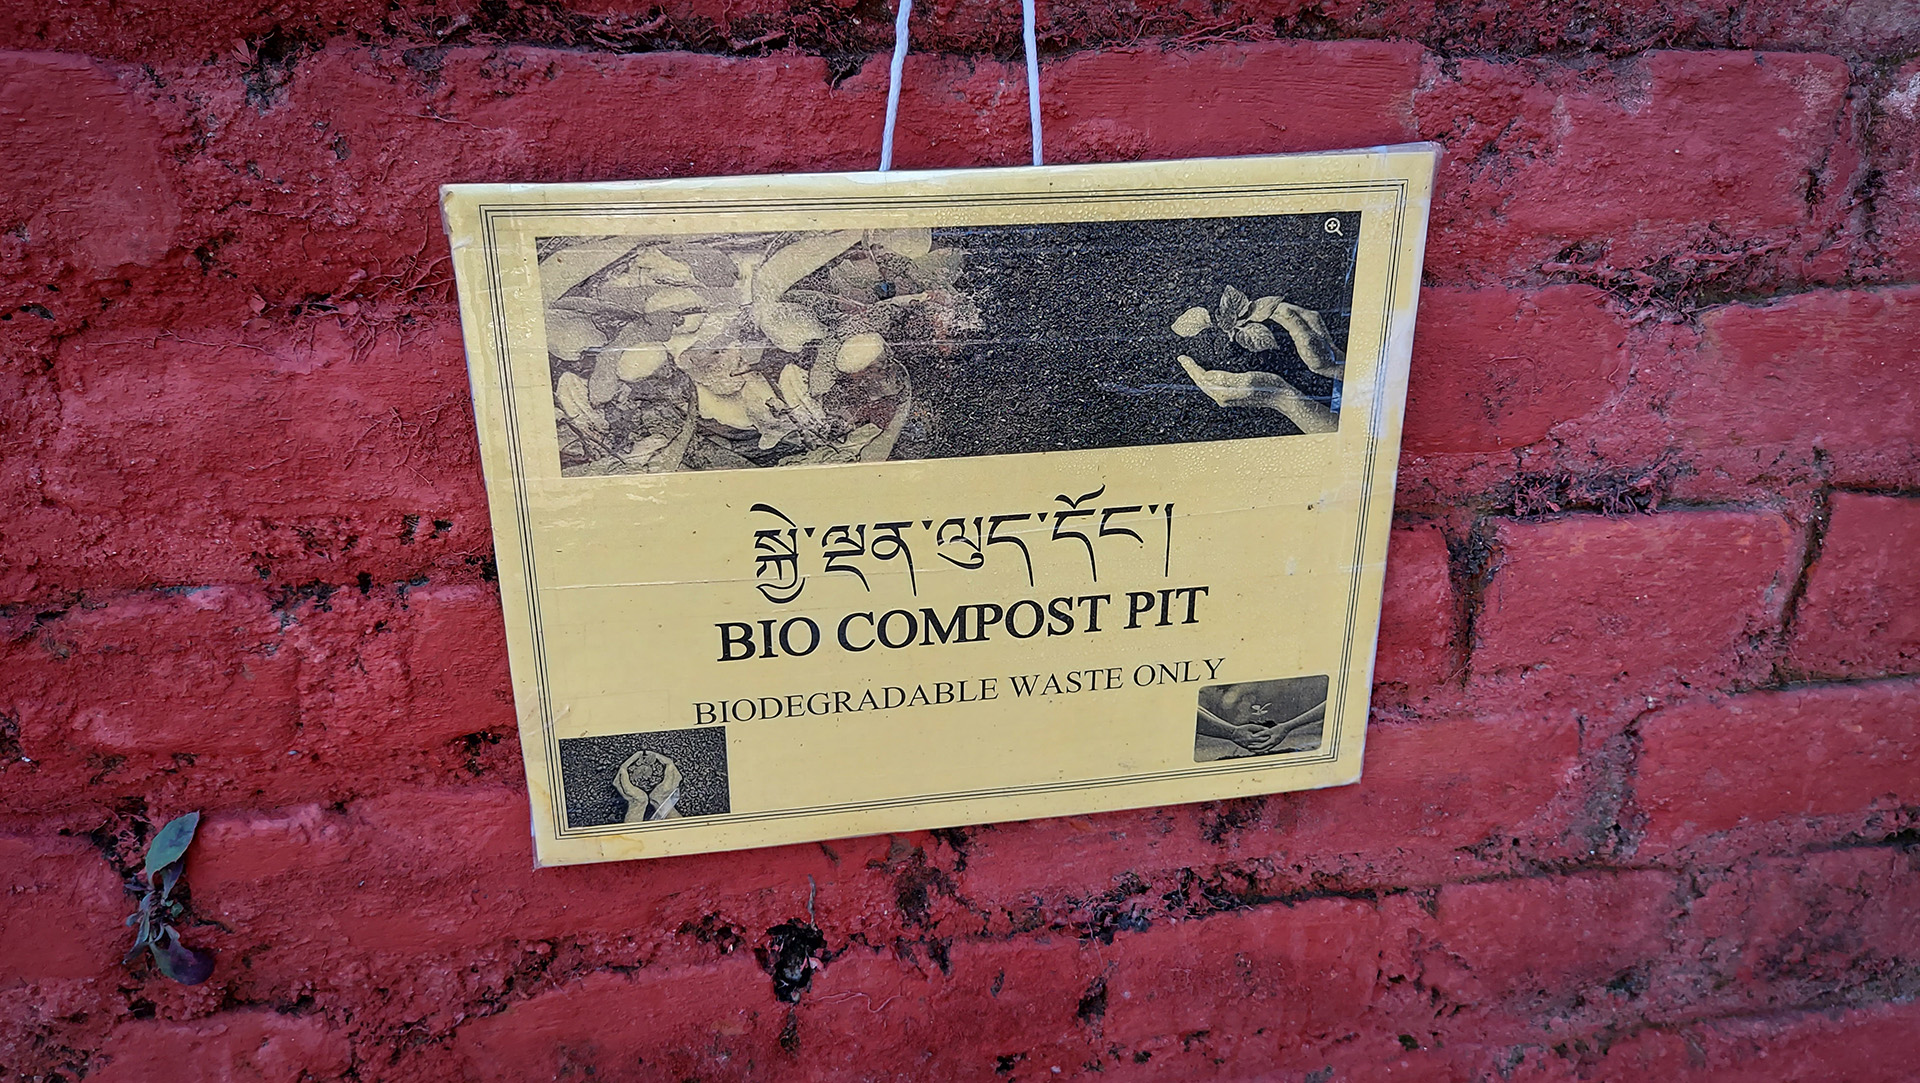 སྐྱེ་ལྡན་ལུད་དོང་།
BIO COMPOST PIT
BIODEGRADABLE WASTE ONLY